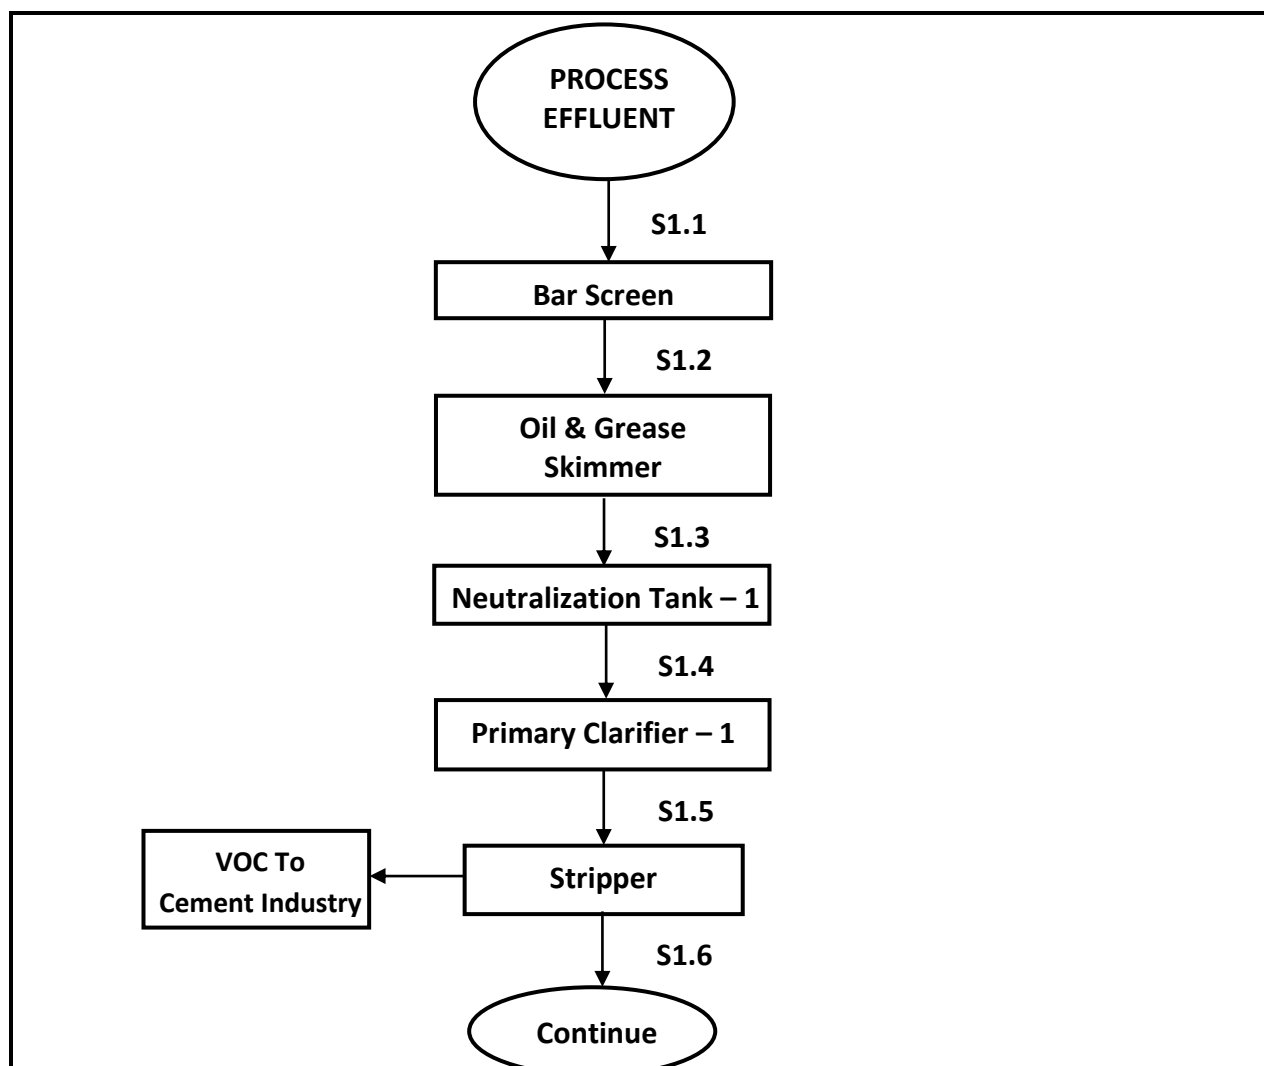 PROCESS
EFFLUENT
S1.1
Bar Screen
S1.2
Oil & Grease
Skimmer
S1.3
Neutralization Tank – 1
S1.4
Primary Clarifier – 1
S1.5
VOC To
Cement Industry
Stripper
S1.6
Continue